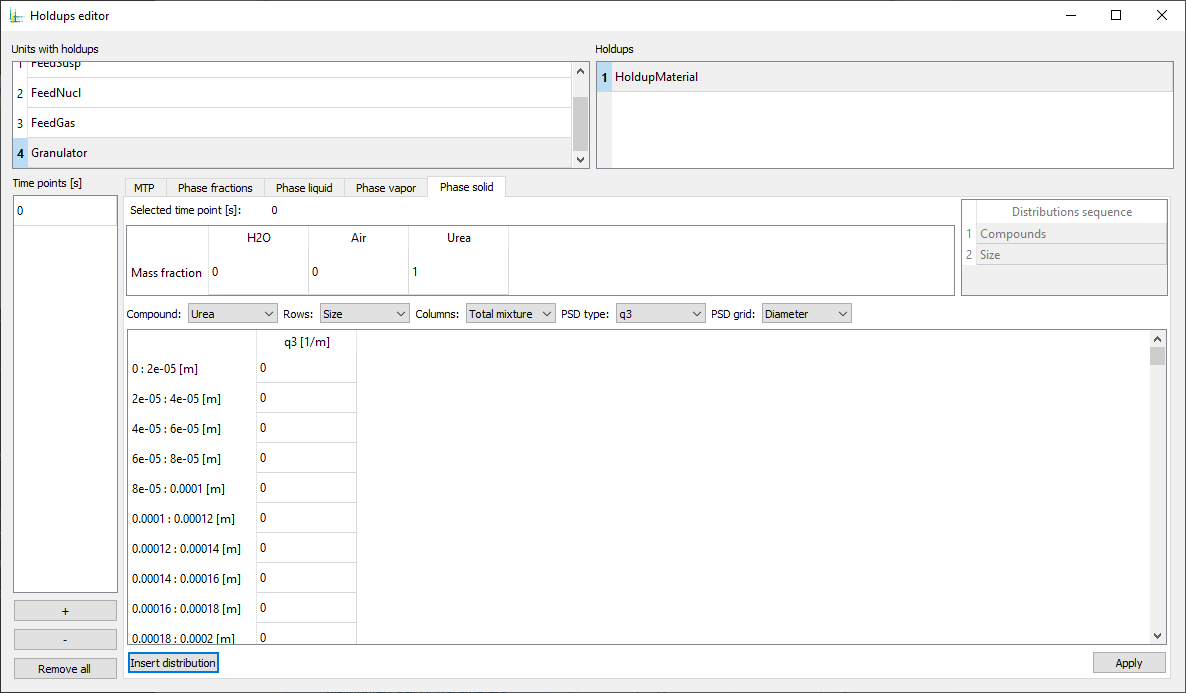 Holdups editor
Units with holdups
1 FeedSusp
2 FeedNucl
3 FeedGas
4 Granulator
Holdups
1 HoldupMaterial
Time points [s]
0
+
-
Remove all
MTP Phase fractions Phase liquid Phase vapor Phase solid
Selected time point [s]: 0
H2O Air Urea
Mass fraction 0 0 1
Distributions sequence
1 Compounds
2 Size
Compound: Urea Rows: Size Columns: Total mixture PSD type: q3 PSD grid: Diameter
q3 [1/m]
0 : 2e-05 [m] 0
2e-05 : 4e-05 [m] 0
4e-05 : 6e-05 [m] 0
6e-05 : 8e-05 [m] 0
8e-05 : 0.0001 [m] 0
0.0001 : 0.00012 [m] 0
0.00012 : 0.00014 [m] 0
0.00014 : 0.00016 [m] 0
0.00016 : 0.00018 [m] 0
0.00018 : 0.0002 [m] 0
Insert distribution Apply